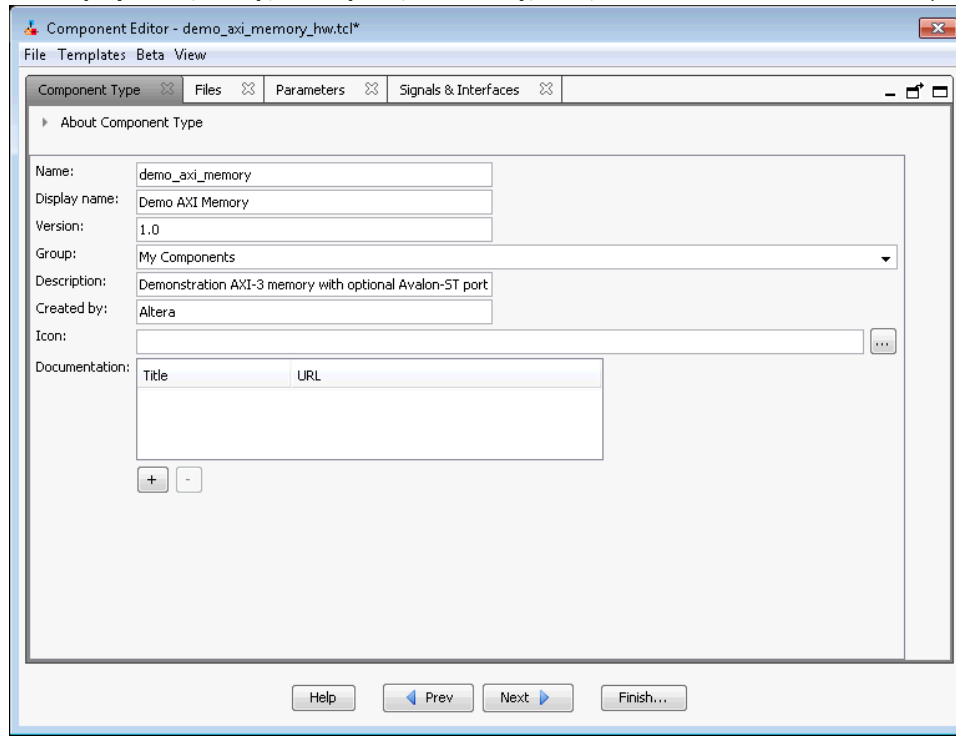 Component Editor - demo_axi_memory_hw.tcl*
File Templates Beta View
Component Type Files Parameters Signals & Interfaces
About Component Type
Name: demo_axi_memory
Display name: Demo AXI Memory
Version: 1.0
Group: My Components
Description: Demonstration AXI-3 memory with optional Avalon-ST port
Created by: Altera
Icon: ...
Documentation: Title URL
+ -
Help Prev Next Finish...